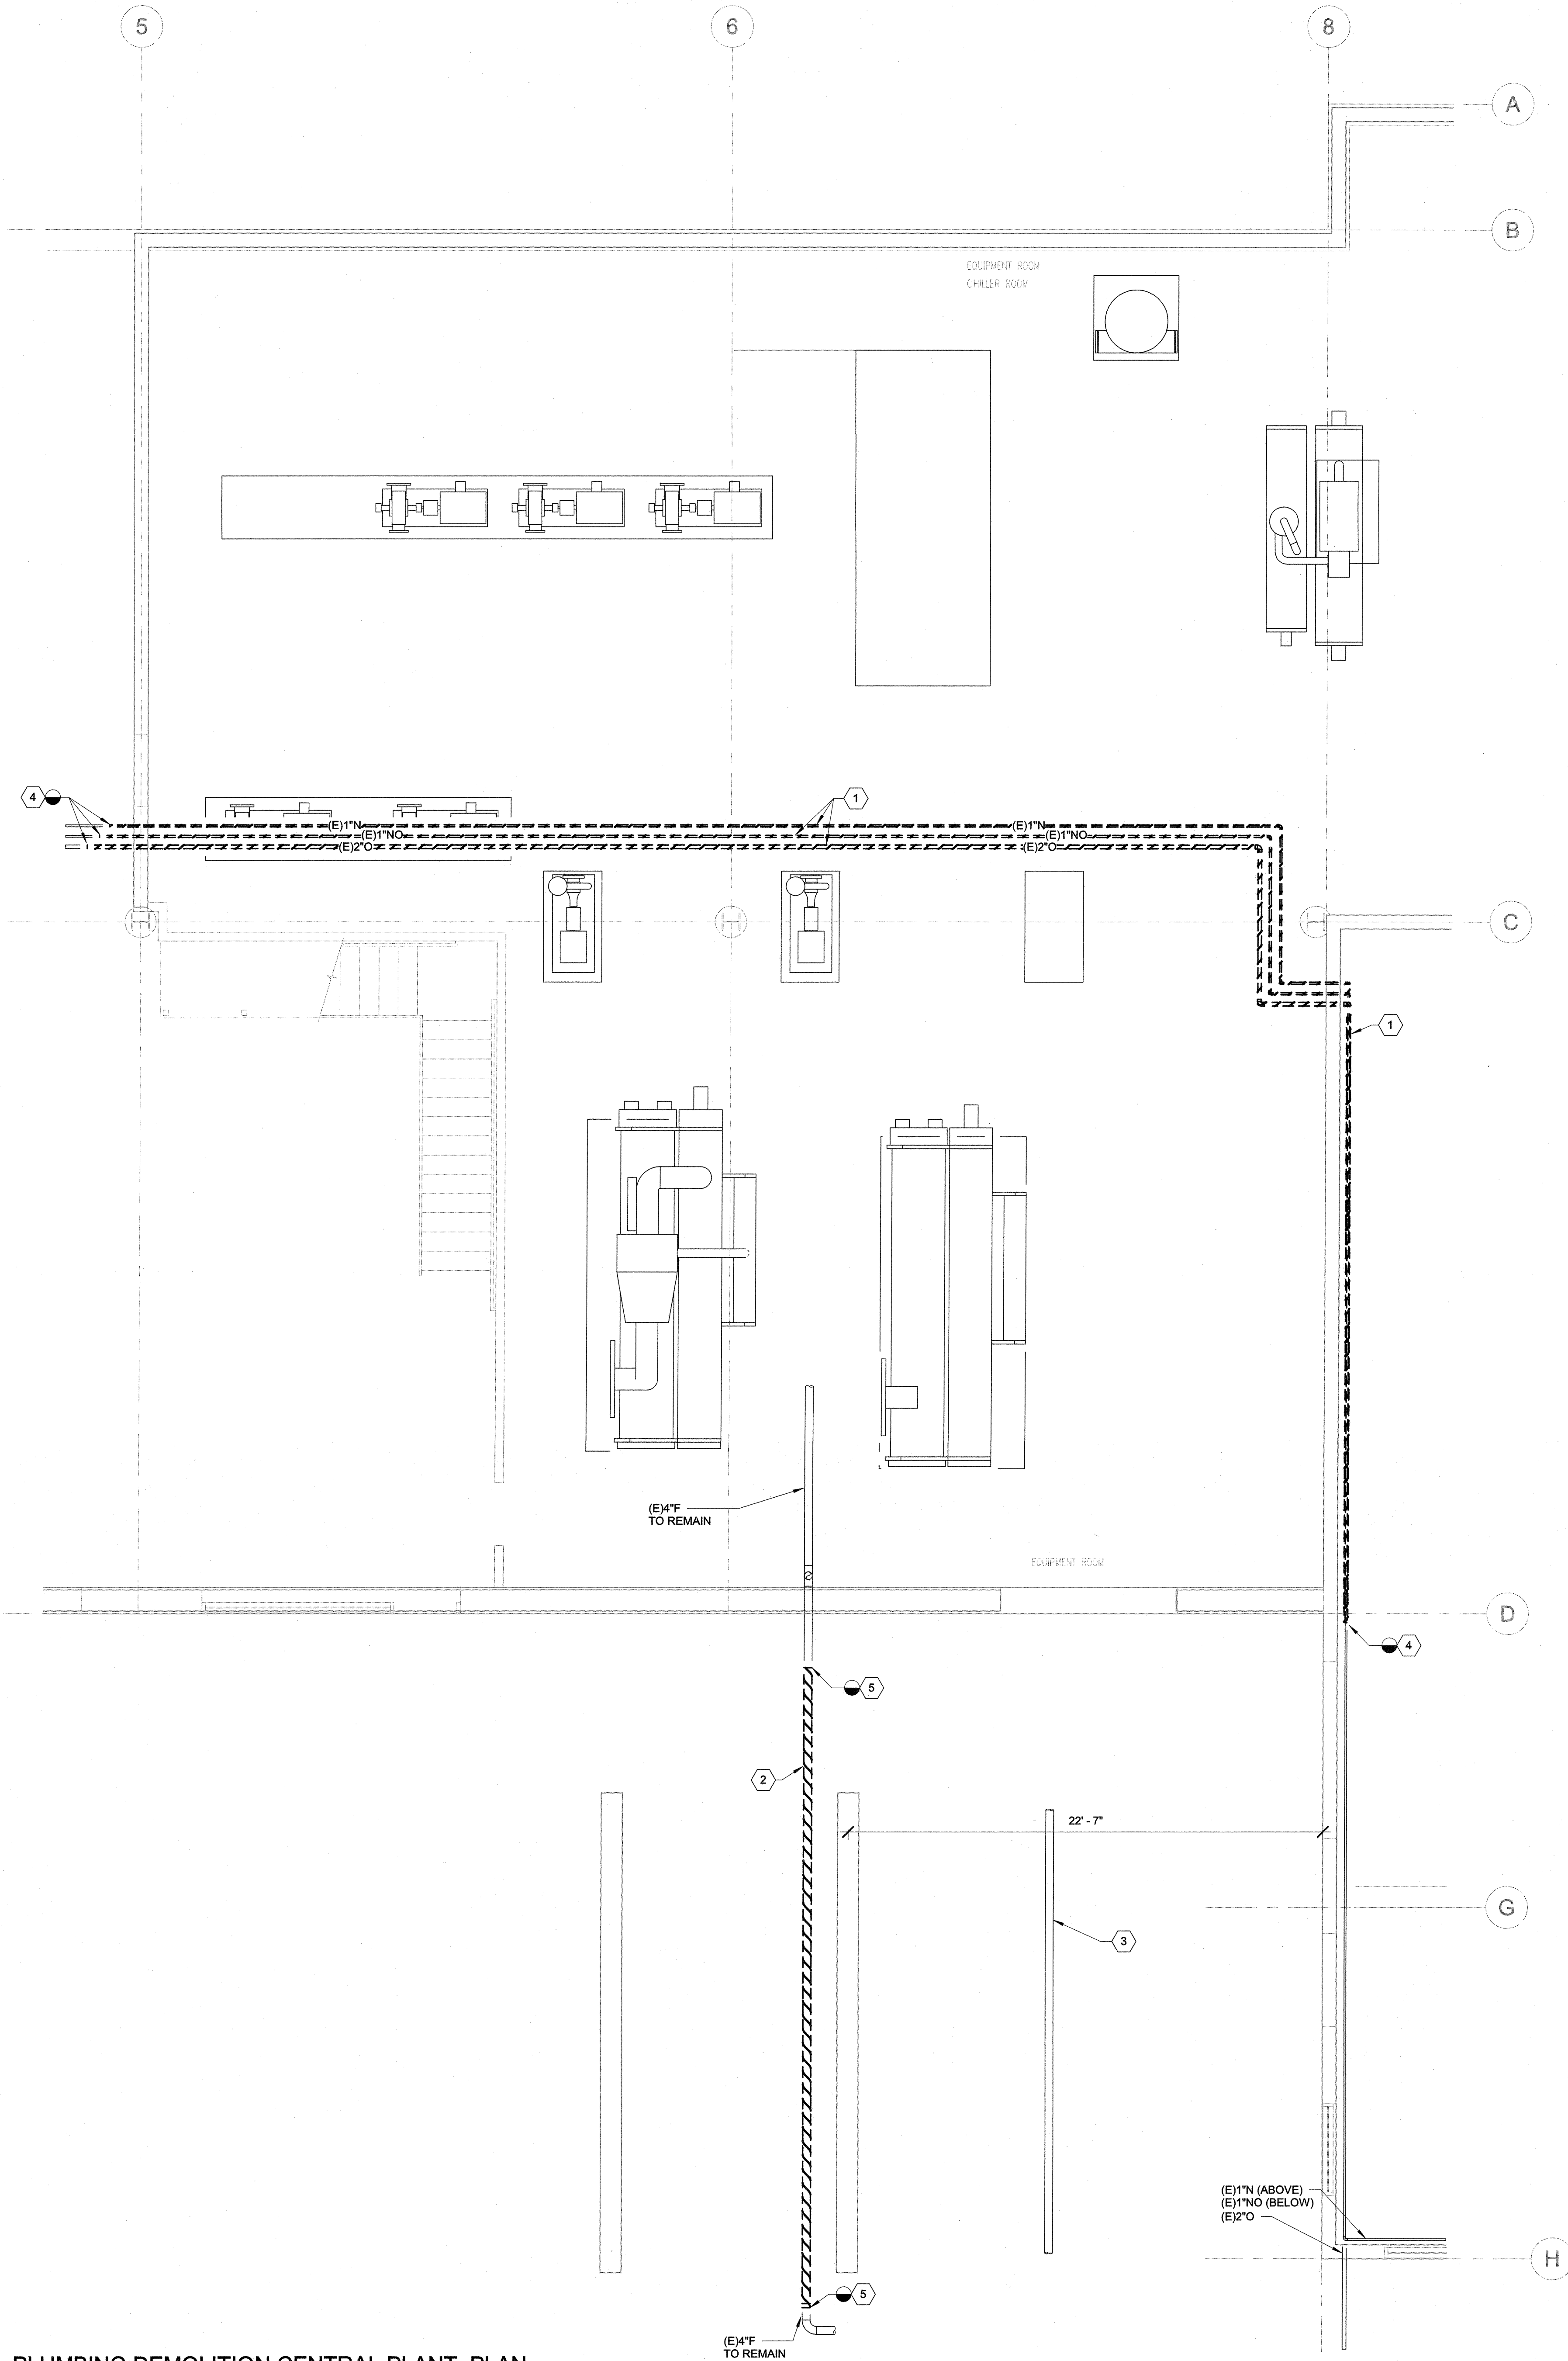 5
6
8
A
B
EQUIPMENT ROOM
CHILLER ROOM
4
1
(E)1"N
(E)1"NO
(E)2"O
(E)1"N
(E)1"NO
(E)2"O
C
1
(E)4"F
TO REMAIN
EQUIPMENT ROOM
D
4
5
2
22' - 7"
G
3
(E)1"N (ABOVE)
(E)1"NO (BELOW)
(E)2"O
H
5
(E)4"F
TO REMAIN
PLUMBING DEMOLITION CENTRAL PLANT PLAN